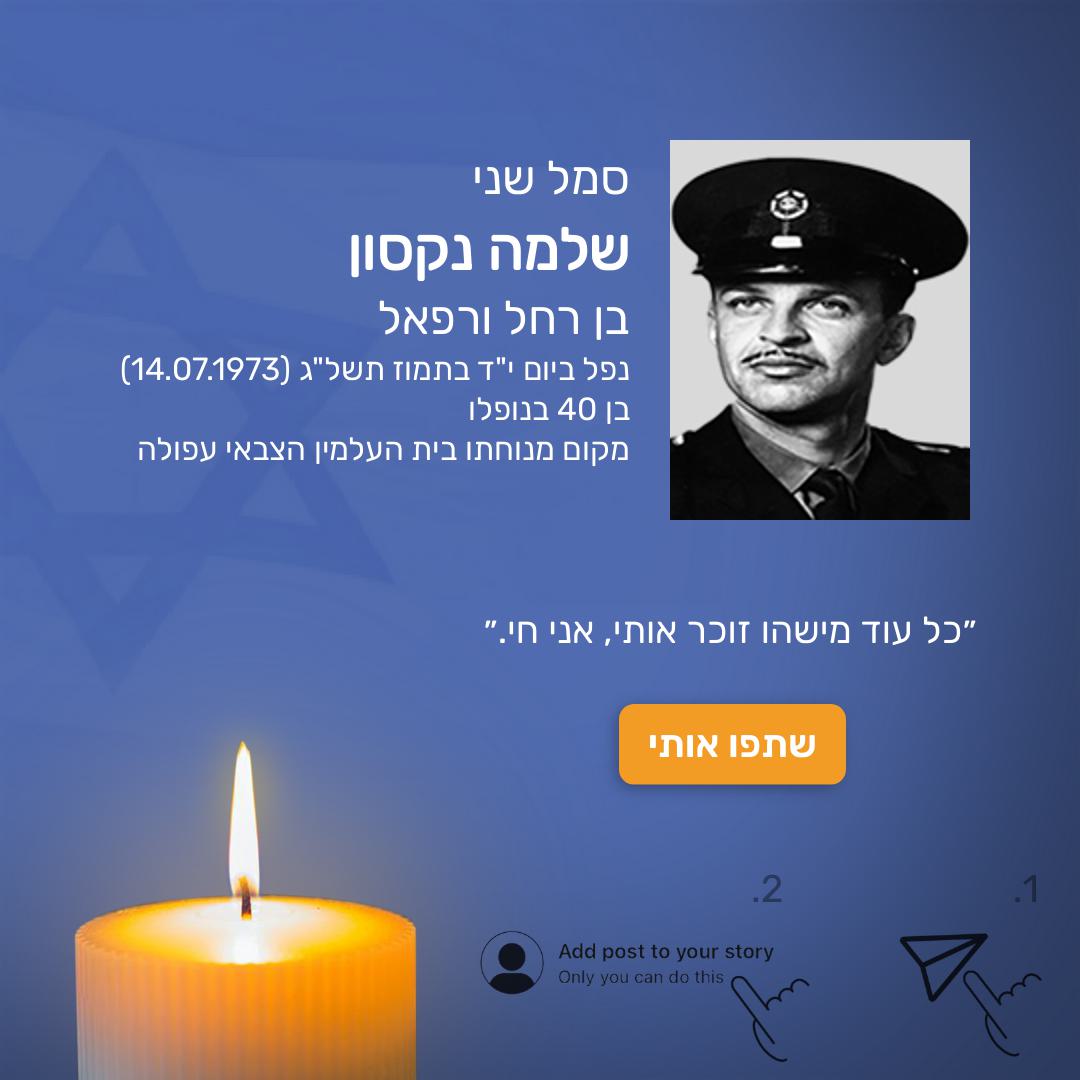 סמל שני
שלמה נקסון
בן רחל ורפאל
נפל ביום י"ד בתמוז תשל"ג (14.07.1973)
בן 40 בנופלו
מקום מנוחתו בית העלמין הצבאי עפולה
״כל עוד מישהו זוכר אותי, אני חי.״
שתפו אותי
1.
2.
Add post to your story
Only you can do this